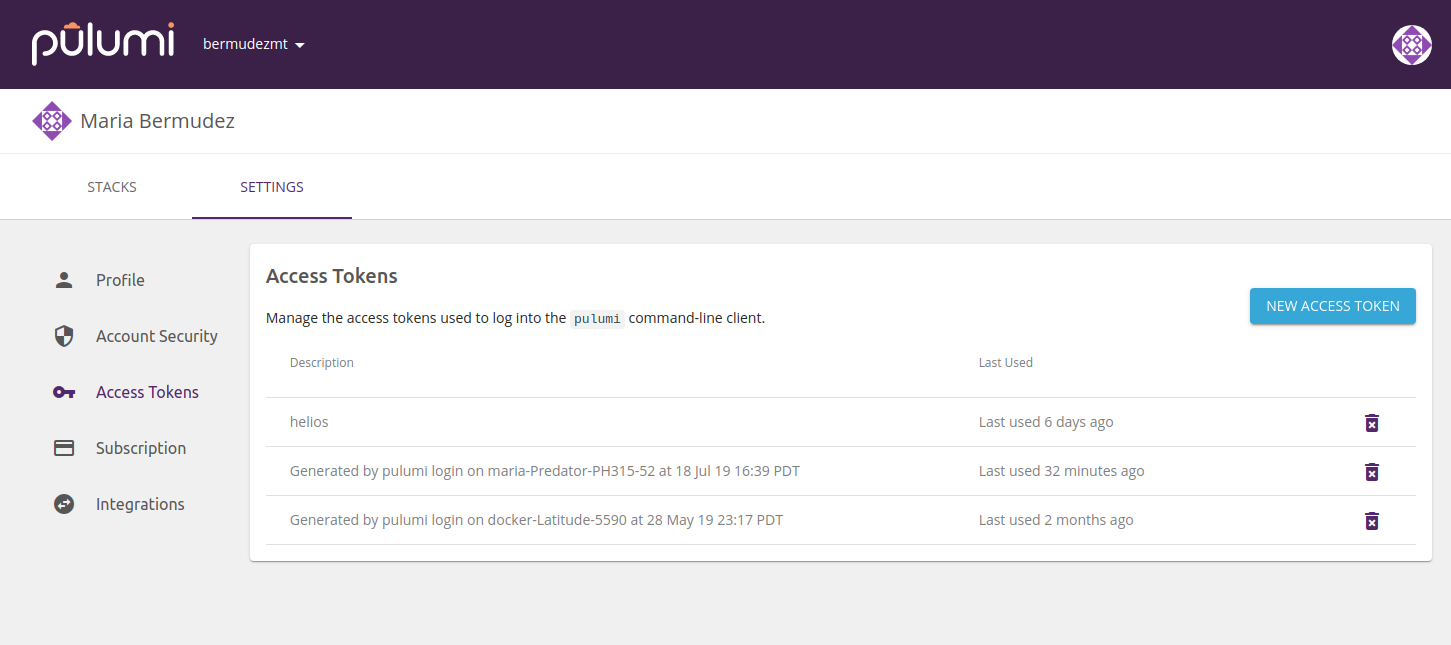 pulumi bermudezmt
Maria Bermudez
STACKS SETTINGS
Profile
Account Security
Access Tokens
Subscription
Integrations
Access Tokens
NEW ACCESS TOKEN
Manage the access tokens used to log into the pulumi command-line client.
Description Last Used
helios Last used 6 days ago
Generated by pulumi login on maria-Predator-PH315-52 at 18 Jul 19 16:39 PDT Last used 32 minutes ago
Generated by pulumi login on docker-Latitude-5590 at 28 May 19 23:17 PDT Last used 2 months ago